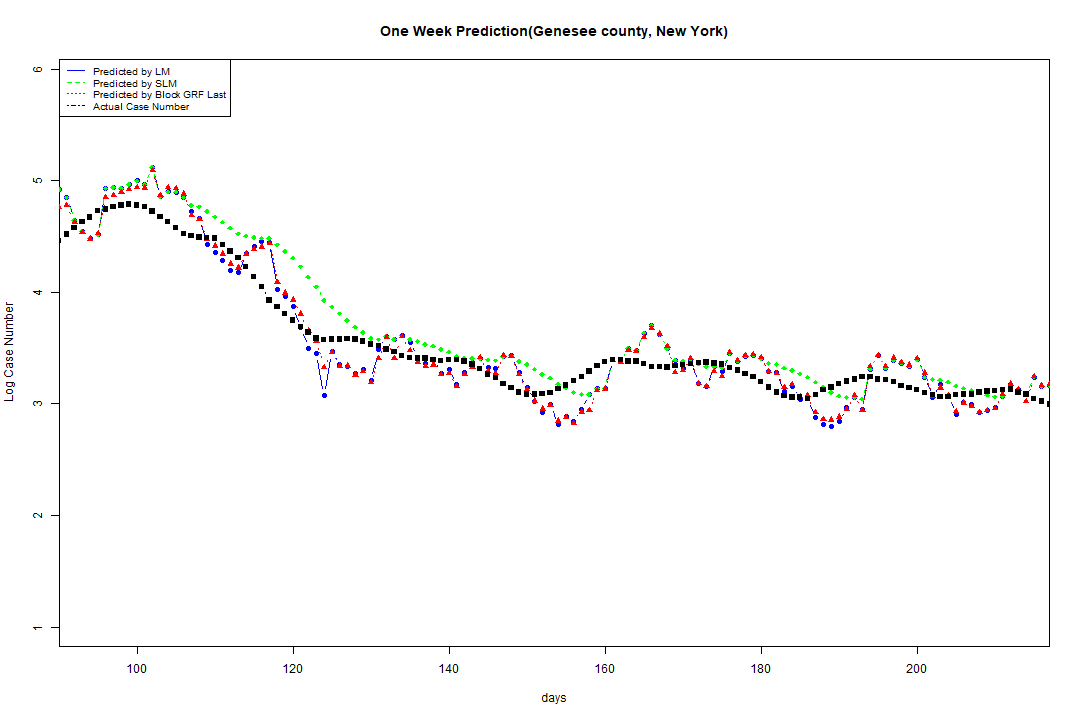 One Week Prediction(Genesee county, New York)
Predicted by LM
Predicted by SLM
Predicted by Block GRF Last
Actual Case Number
6
5
4
3
2
1
Log Case Number
100 120 140 160 180 200
days